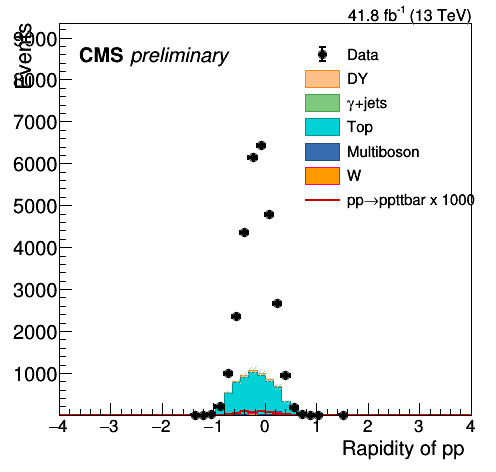 41.8 fb⁻¹ (13 TeV)
Events
CMS preliminary
Data
DY
γ+jets
Top
Multiboson
W
pp→ppttbar x 1000
9000
8000
7000
6000
5000
4000
3000
2000
1000
−4 −3 −2 −1 0 1 2 3 4
Rapidity of pp